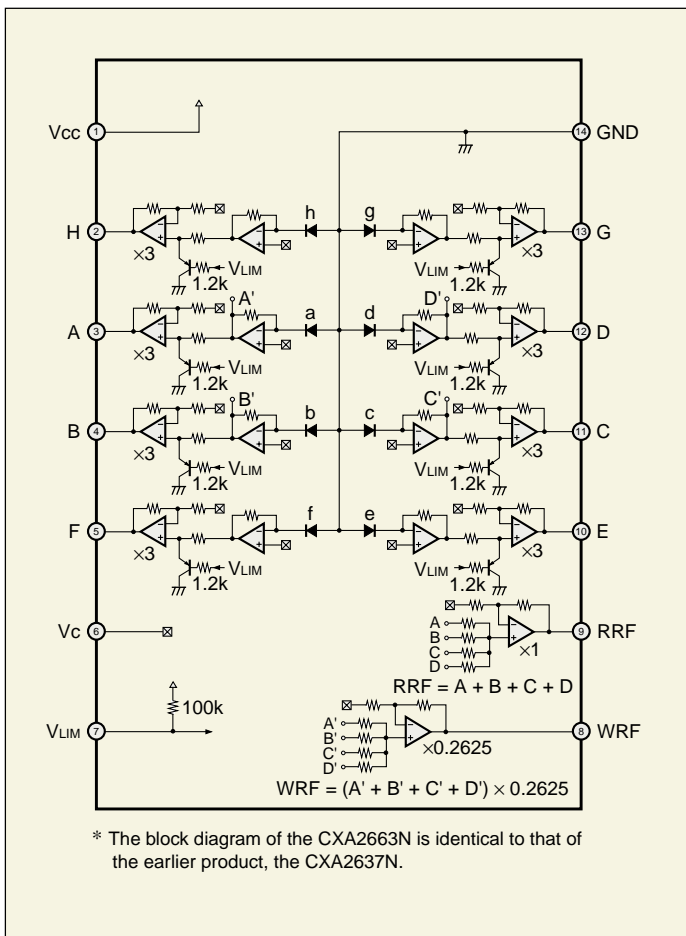 Vcc 1 14 GND
h g
H 2 13 G
×3 ×3
VLIM VLIM
1.2k 1.2k
A' D'
a d
A 3 12 D
×3 ×3
VLIM VLIM
1.2k 1.2k
B' C'
b c
B 4 11 C
×3 ×3
VLIM VLIM
1.2k 1.2k
f e
F 5 10 E
×3 ×3
VLIM VLIM
1.2k 1.2k
A
B
Vc 6 9 RRF
C
×1
D
RRF = A + B + C + D
100k
A'
VLIM 7 8 WRF
B'
×0.2625
C'
D'
WRF = (A' + B' + C' + D') × 0.2625
* The block diagram of the CXA2663N is identical to that of
the earlier product, the CXA2637N.